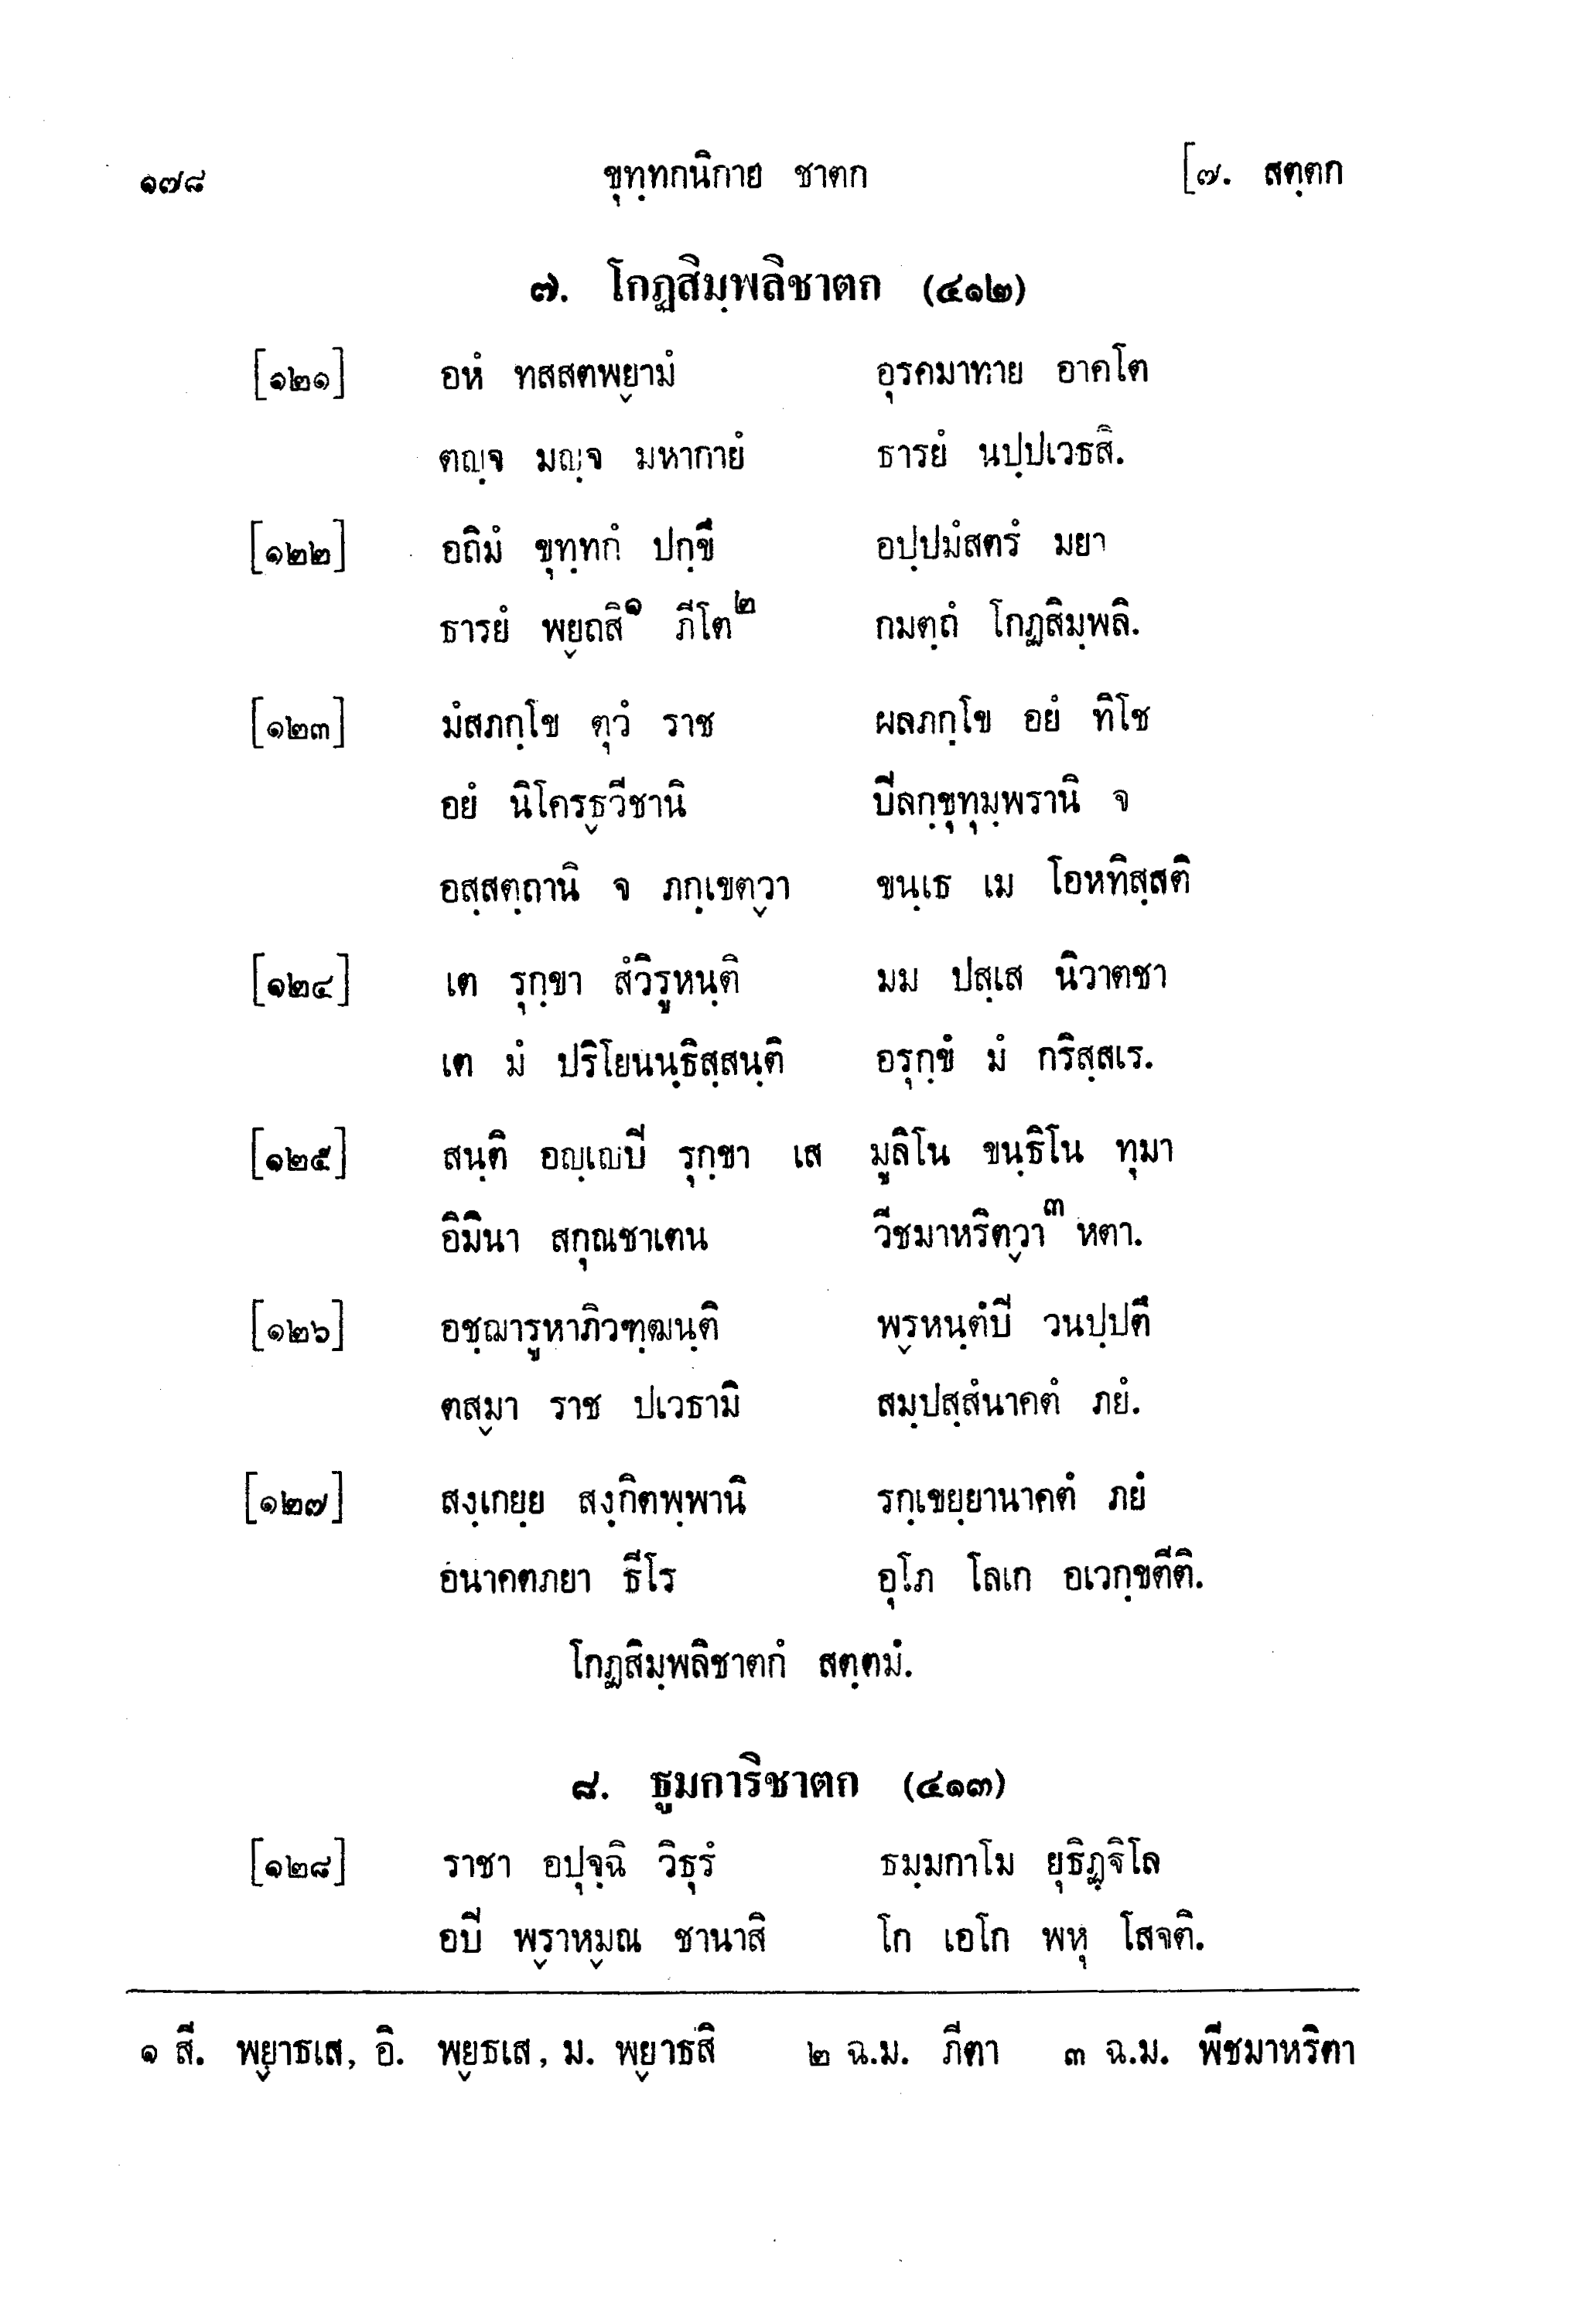 ๑๗๘ ขุทฺทกนิกาย ชาตก [๗. สตฺตก
๗. โกฏสิมฺพลิชาตก (๔๑๒)
[๑๒๑] อหํ ทสสตพฺยามํ อุรคมาทาย อาคโต
ตญฺจ มญฺจ มหากายํ ธารยํ นปฺปเวธสิ.
[๑๒๒] อถิมํ ขุทฺทกํ ปกฺขึ อปฺปมํสตรํ มยา
ธารยํ พฺยถสิ๑ ภีโต๒ กมตฺถํ โกฏสิมฺพลิ.
[๑๒๓] มํสภกฺโข ตุวํ ราช ผลภกฺโข อยํ ทิโช
อยํ นิโคฺรธวีชานิ ปิลกฺขุทุมฺพรานิ จ
อสฺสตฺถานิ จ ภกฺเขตฺวา ขนฺเธ เม โอหทิสฺสติ
[๑๒๔] เต รุกฺขา สํวิรูหนฺติ มม ปสฺเส นิวาตชา
เต มํ ปริโยนนฺธิสฺสนฺติ อรุกฺขํ มํ กริสฺสเร.
[๑๒๕] สนฺติ อญฺเญปิ รุกฺขา เส มูลิโน ขนฺธิโน ทุมา
อิมินา สกุณชาเตน วีชมาหริตฺวา๓ หตา.
[๑๒๖] อชฺฌารูหาภิวฑฺฒนฺติ พฺรหนฺตํปิ วนปฺปตึ
ตสฺมา ราช ปเวธามิ สมฺปสฺสํนาคตํ ภยํ.
[๑๒๗] สงฺเกยฺย สงฺกิตพฺพานิ รกฺเขยฺยานาคตํ ภยํ
อนาคตภยา ธีโร อุโภ โลเก อเวกฺขตีติ.
โกฏสิมฺพลิชาตกํ สตฺตมํ.
๘. ธูมการิชาตก (๔๑๓)
[๑๒๘] ราชา อปุจฺฉิ วิธุรํ ธมฺมกาโม ยุธิฏฺจิโล
อปิ พฺราหฺมณ ชานาสิ โก เอโก พหุ โสจติ.
๑ สี. พฺยาธเส, อิ. พฺยธเส, ม. พฺยาธสิ ๒ ฉ.ม. ภีตา ๓ ฉ.ม. พีชมาหริตา